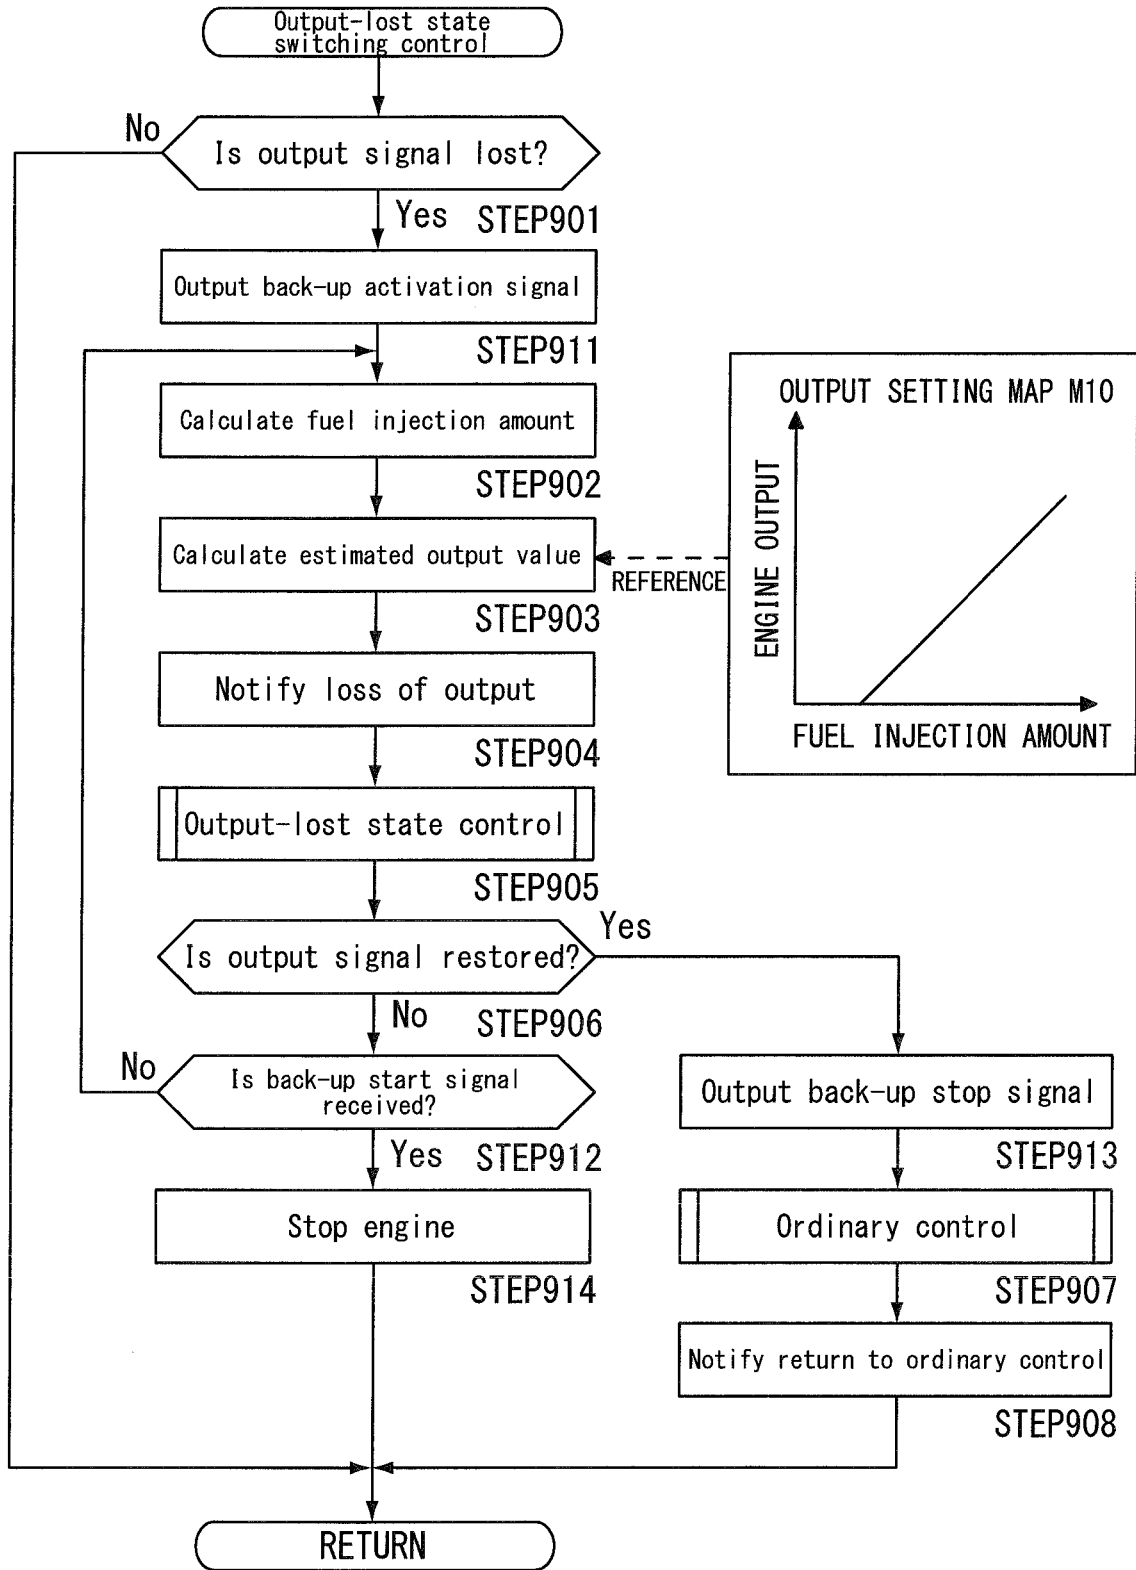 Output-lost state
switching control
No
Is output signal lost?
Yes
STEP901
Output back-up activation signal
STEP911
Calculate fuel injection amount
STEP902
Calculate estimated output value
REFERENCE
STEP903
OUTPUT SETTING MAP M10
ENGINE OUTPUT
FUEL INJECTION AMOUNT
Notify loss of output
STEP904
Output-lost state control
STEP905
Is output signal restored?
Yes
No
STEP906
No
Is back-up start signal
received?
Yes
STEP912
Stop engine
STEP914
Output back-up stop signal
STEP913
Ordinary control
STEP907
Notify return to ordinary control
STEP908
RETURN